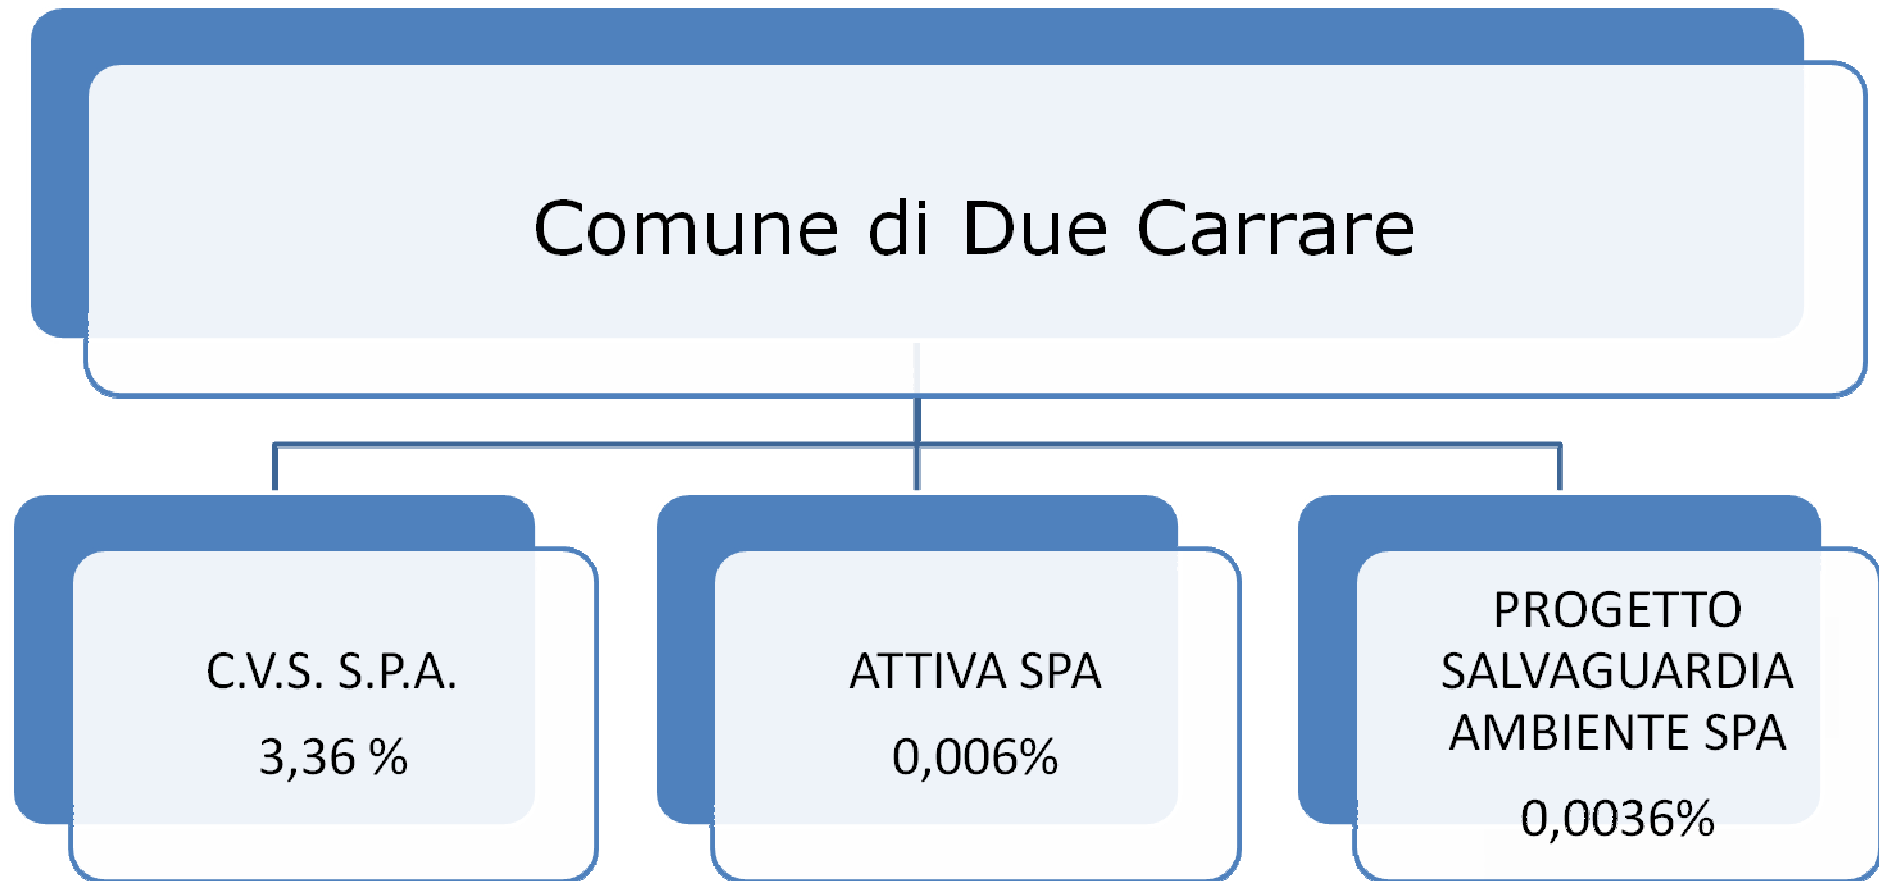 Comune di Due Carrare
C.V.S. S.P.A.
3,36 %
ATTIVA SPA
0,006%
PROGETTO
SALVAGUARDIA
AMBIENTE SPA
0,0036%